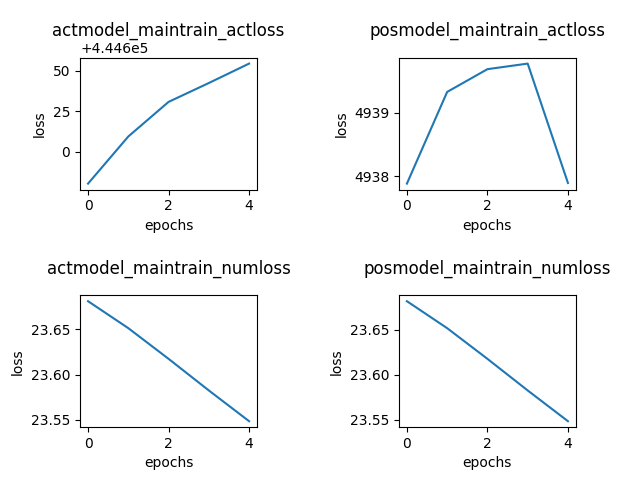 actmodel_maintrain_actloss
+4.446e5
50
25
0
loss
0 2 4
epochs
posmodel_maintrain_actloss
4939
4938
loss
0 2 4
epochs
actmodel_maintrain_numloss
23.65
23.60
23.55
loss
0 2 4
epochs
posmodel_maintrain_numloss
23.65
23.60
23.55
loss
0 2 4
epochs